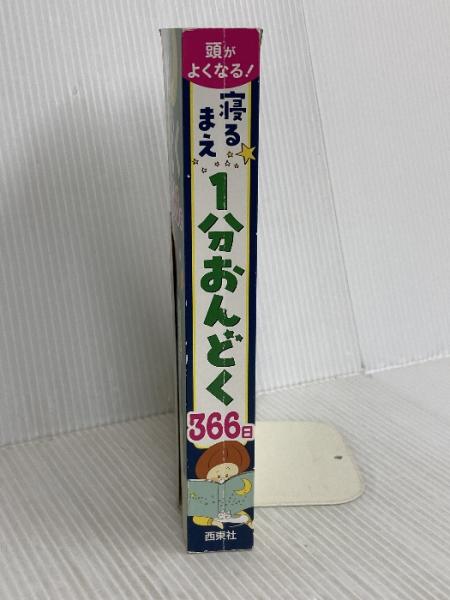 頭が
よくなる!
寝る
まえ
1分おんどく
366日
西東社